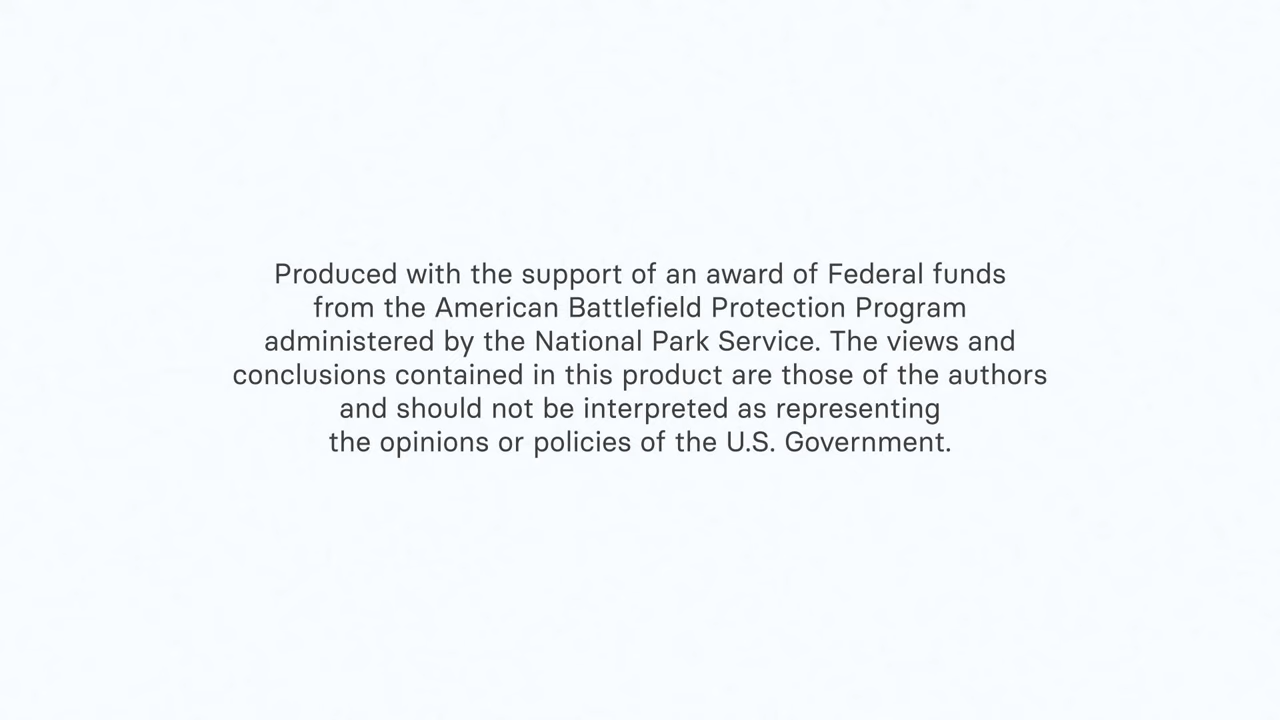 Produced with the support of an award of Federal funds
from the American Battlefield Protection Program
administered by the National Park Service. The views and
conclusions contained in this product are those of the authors
and should not be interpreted as representing
the opinions or policies of the U.S. Government.